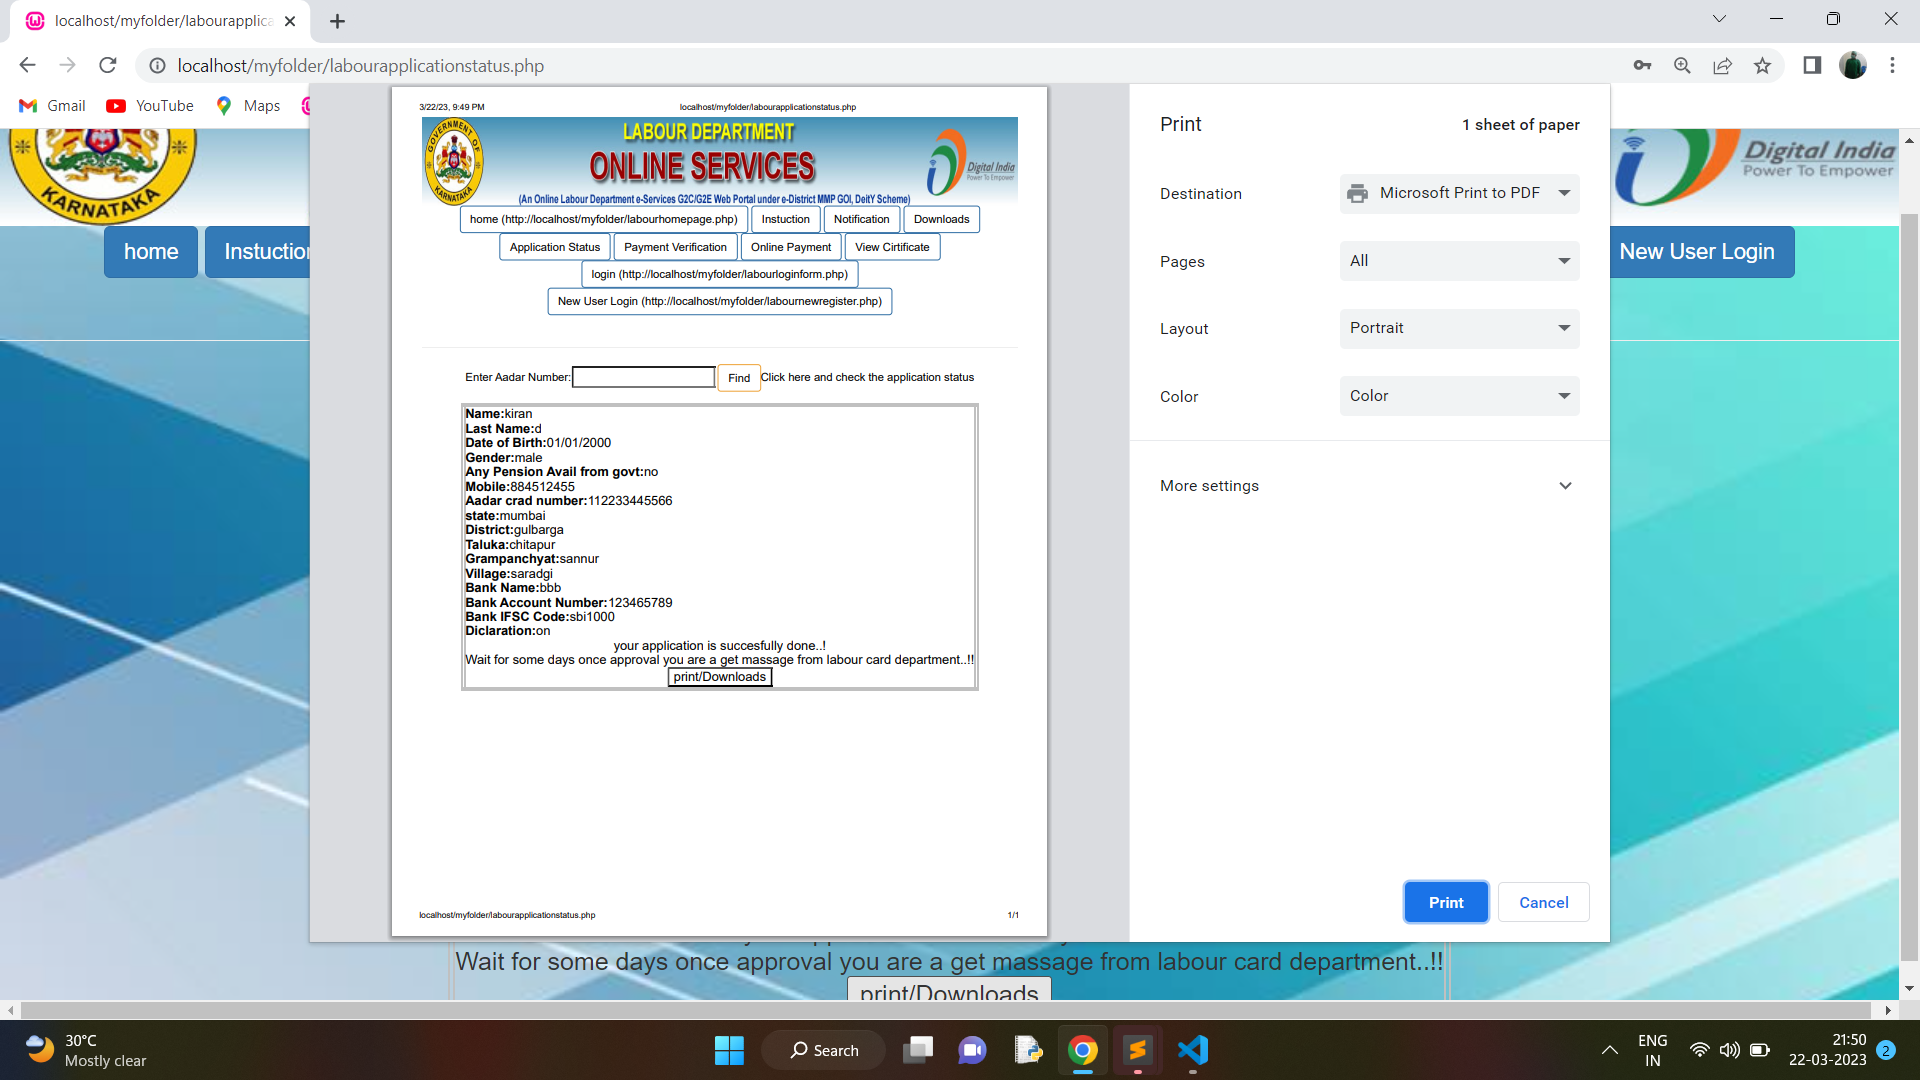 localhost/myfolder/labourapplica
localhost/myfolder/labourapplicationstatus.php
Gmail YouTube Maps
KARNATAKA
Digital India
Power To Empower
home Instuction New User Login
3/22/23, 9:49 PM localhost/myfolder/labourapplicationstatus.php
GOVERNMENT OF
KARNATAKA
LABOUR DEPARTMENT
ONLINE SERVICES
(An Online Labour Department e-Services G2C/G2E Web Portal under e-District MMP GOI, DeitY Scheme)
Digital India
Power To Empower
home (http://localhost/myfolder/labourhomepage.php) Instuction Notification Downloads
Application Status Payment Verification Online Payment View Cirtificate
login (http://localhost/myfolder/labourloginform.php)
New User Login (http://localhost/myfolder/labournewregister.php)
Enter Aadar Number: Find Click here and check the application status
Name:kiran
Last Name:d
Date of Birth:01/01/2000
Gender:male
Any Pension Avail from govt:no
Mobile:884512455
Aadar crad number:112233445566
state:mumbai
District:gulbarga
Taluka:chitapur
Grampanchyat:sannur
Village:saradgi
Bank Name:bbb
Bank Account Number:123465789
Bank IFSC Code:sbi1000
Diclaration:on
your application is succesfully done..!
Wait for some days once approval you are a get massage from labour card department..!!
print/Downloads
localhost/myfolder/labourapplicationstatus.php 1/1
Print 1 sheet of paper
Destination Microsoft Print to PDF
Pages All
Layout Portrait
Color Color
More settings
Print Cancel
Wait for some days once approval you are a get massage from labour card department..!!
print/Downloads
30°C
Mostly clear
Search
ENG
IN
21:50
22-03-2023
2